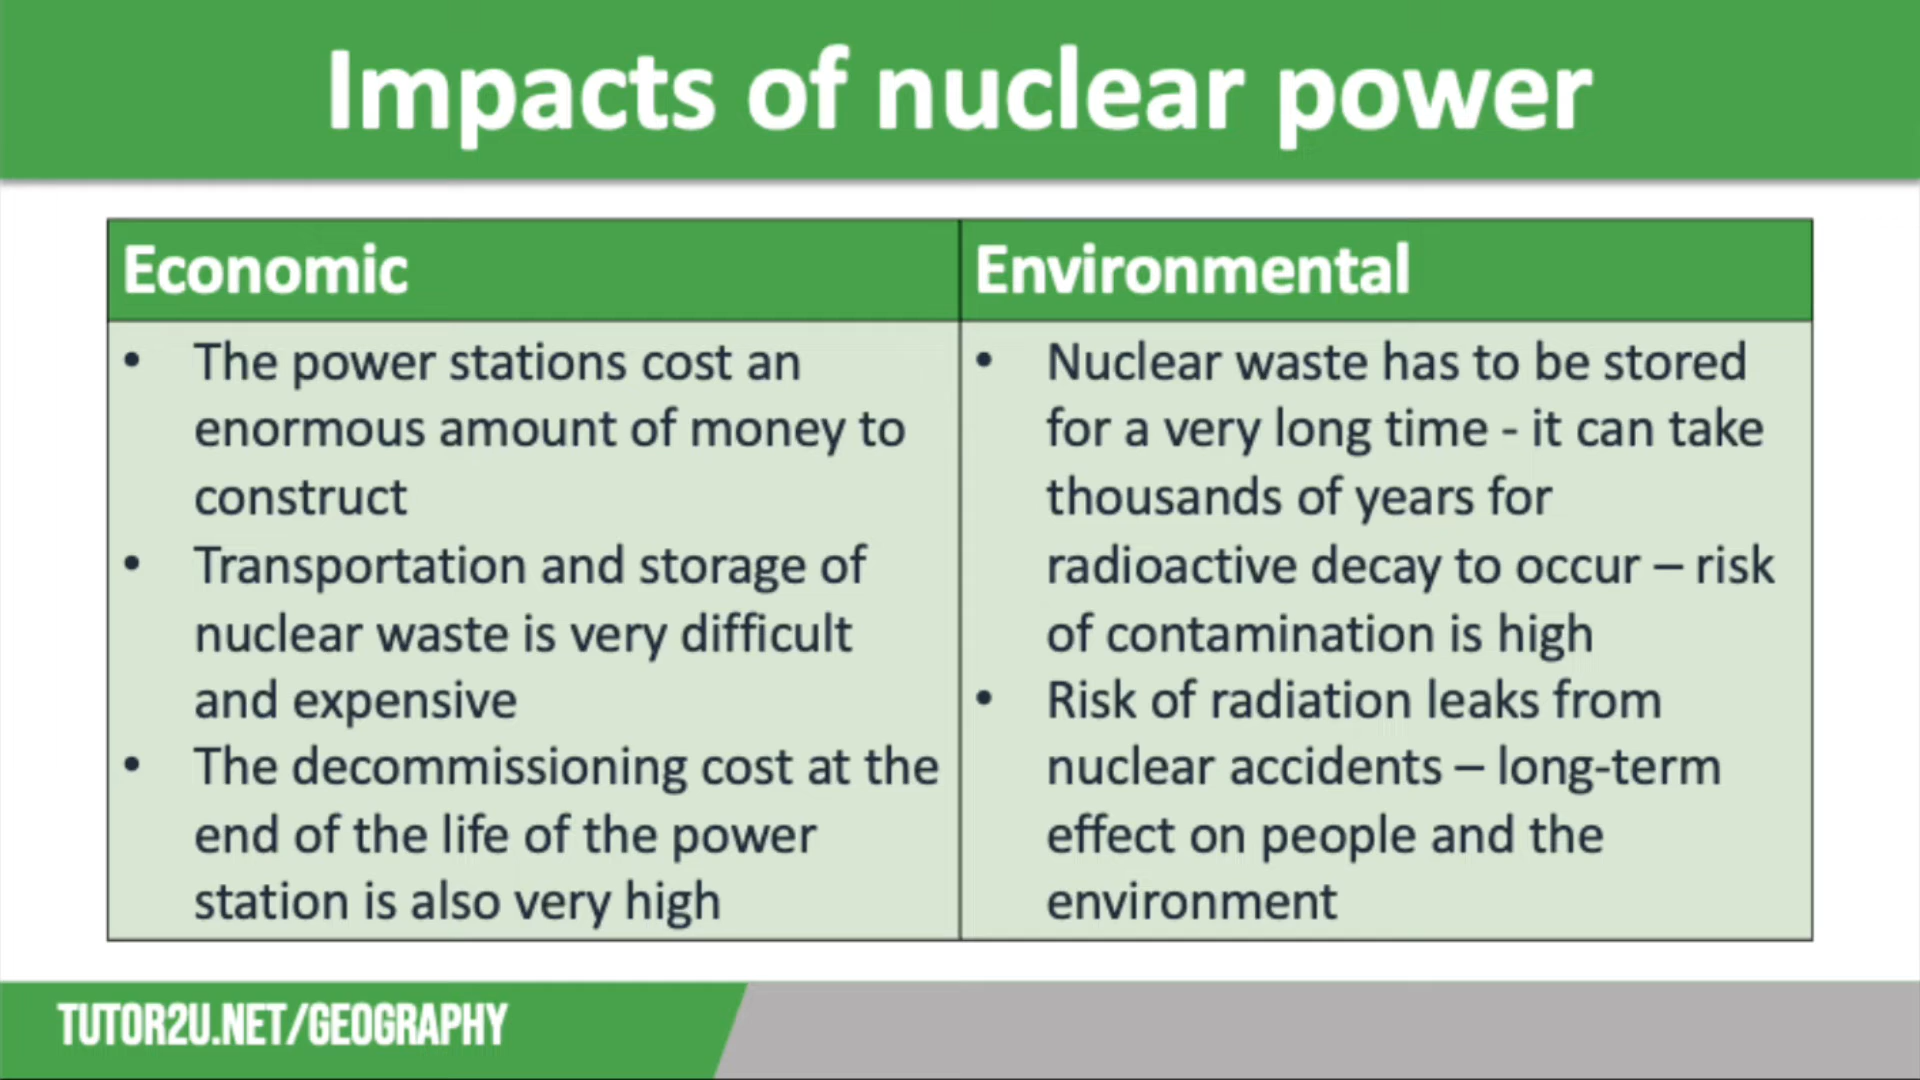 Impacts of nuclear power
Economic
• The power stations cost an
enormous amount of money to
construct
• Transportation and storage of
nuclear waste is very difficult
and expensive
• The decommissioning cost at the
end of the life of the power
station is also very high
Environmental
• Nuclear waste has to be stored
for a very long time - it can take
thousands of years for
radioactive decay to occur – risk
of contamination is high
• Risk of radiation leaks from
nuclear accidents – long-term
effect on people and the
environment
TUTOR2U.NET/GEOGRAPHY